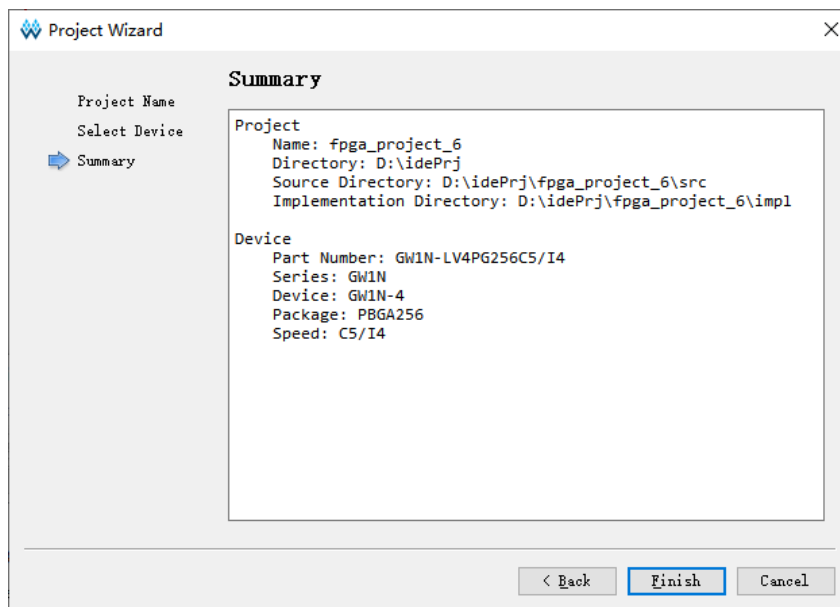 Project Wizard
Project Name
Select Device
Summary
Summary
Project
Name: fpga_project_6
Directory: D:\idePrj
Source Directory: D:\idePrj\fpga_project_6\src
Implementation Directory: D:\idePrj\fpga_project_6\impl
Device
Part Number: GW1N-LV4PG256C5/I4
Series: GW1N
Device: GW1N-4
Package: PBGA256
Speed: C5/I4
< Back
Finish
Cancel